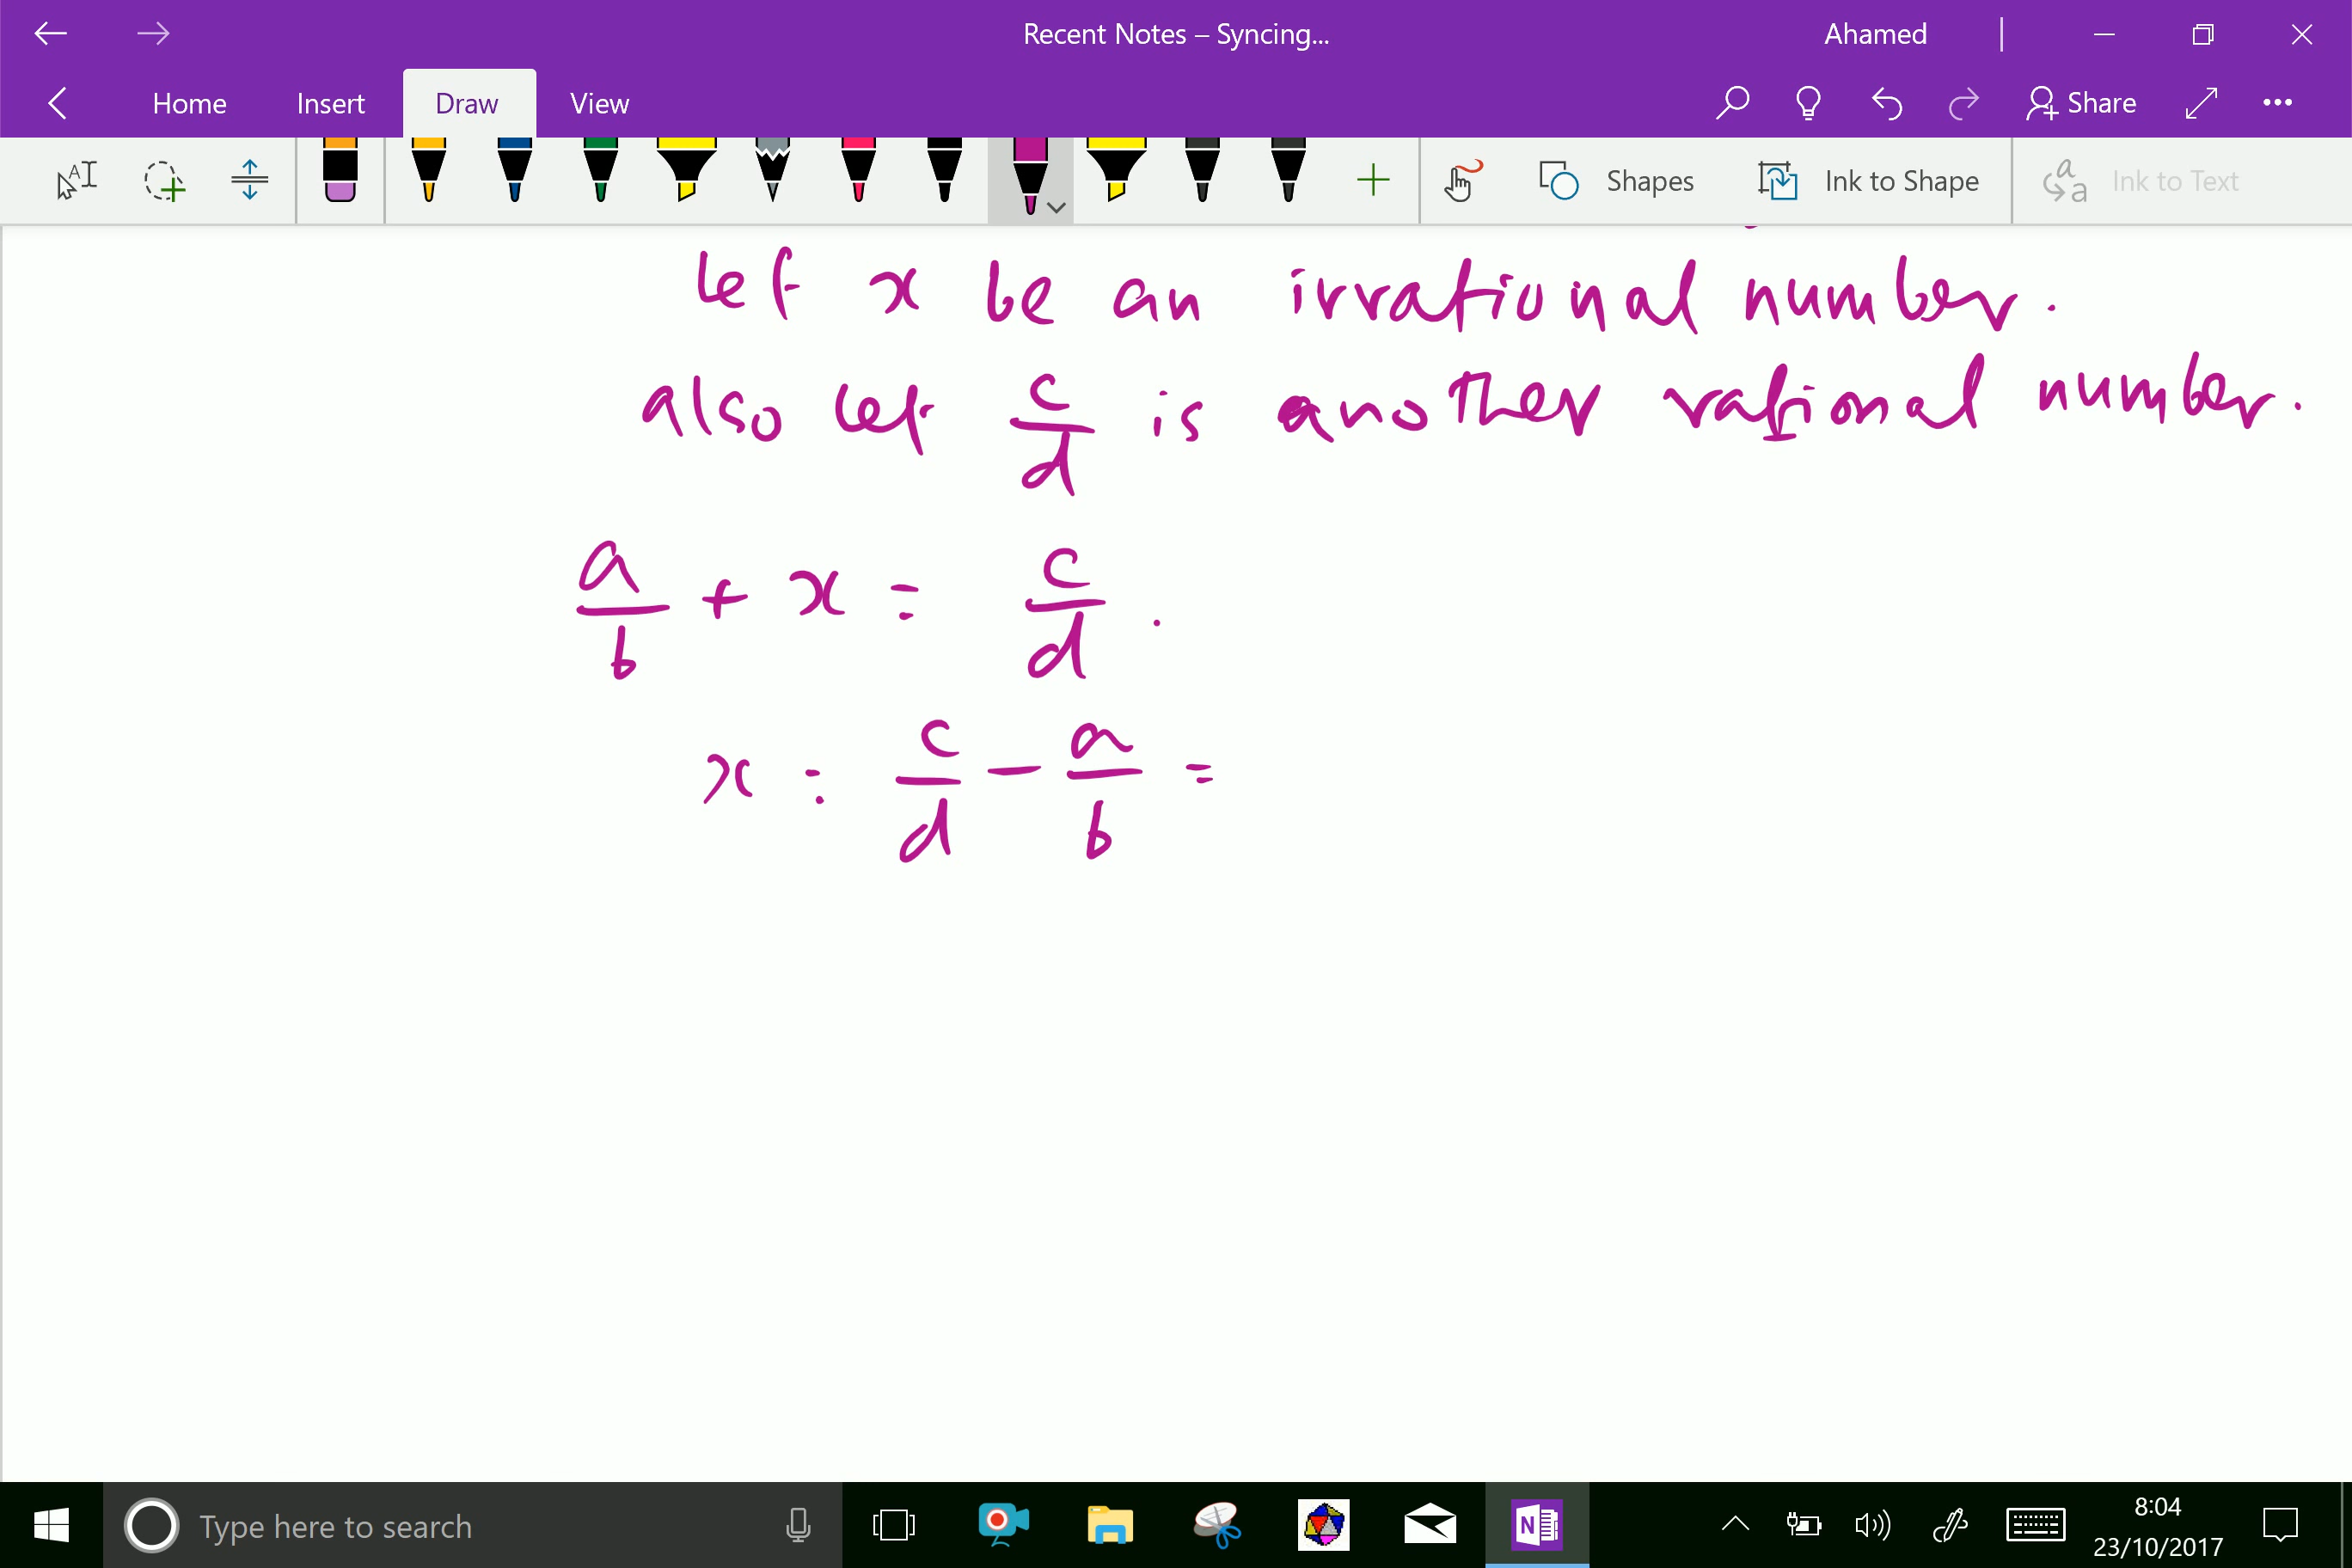 Recent Notes – Syncing... Ahamed
Home Insert Draw View Share
Shapes Ink to Shape Ink to Text
let x be an irrational number.
also let c/d is another rational number.
a/b + x = c/d .
x = c/d - a/b =
Type here to search
8:04
23/10/2017